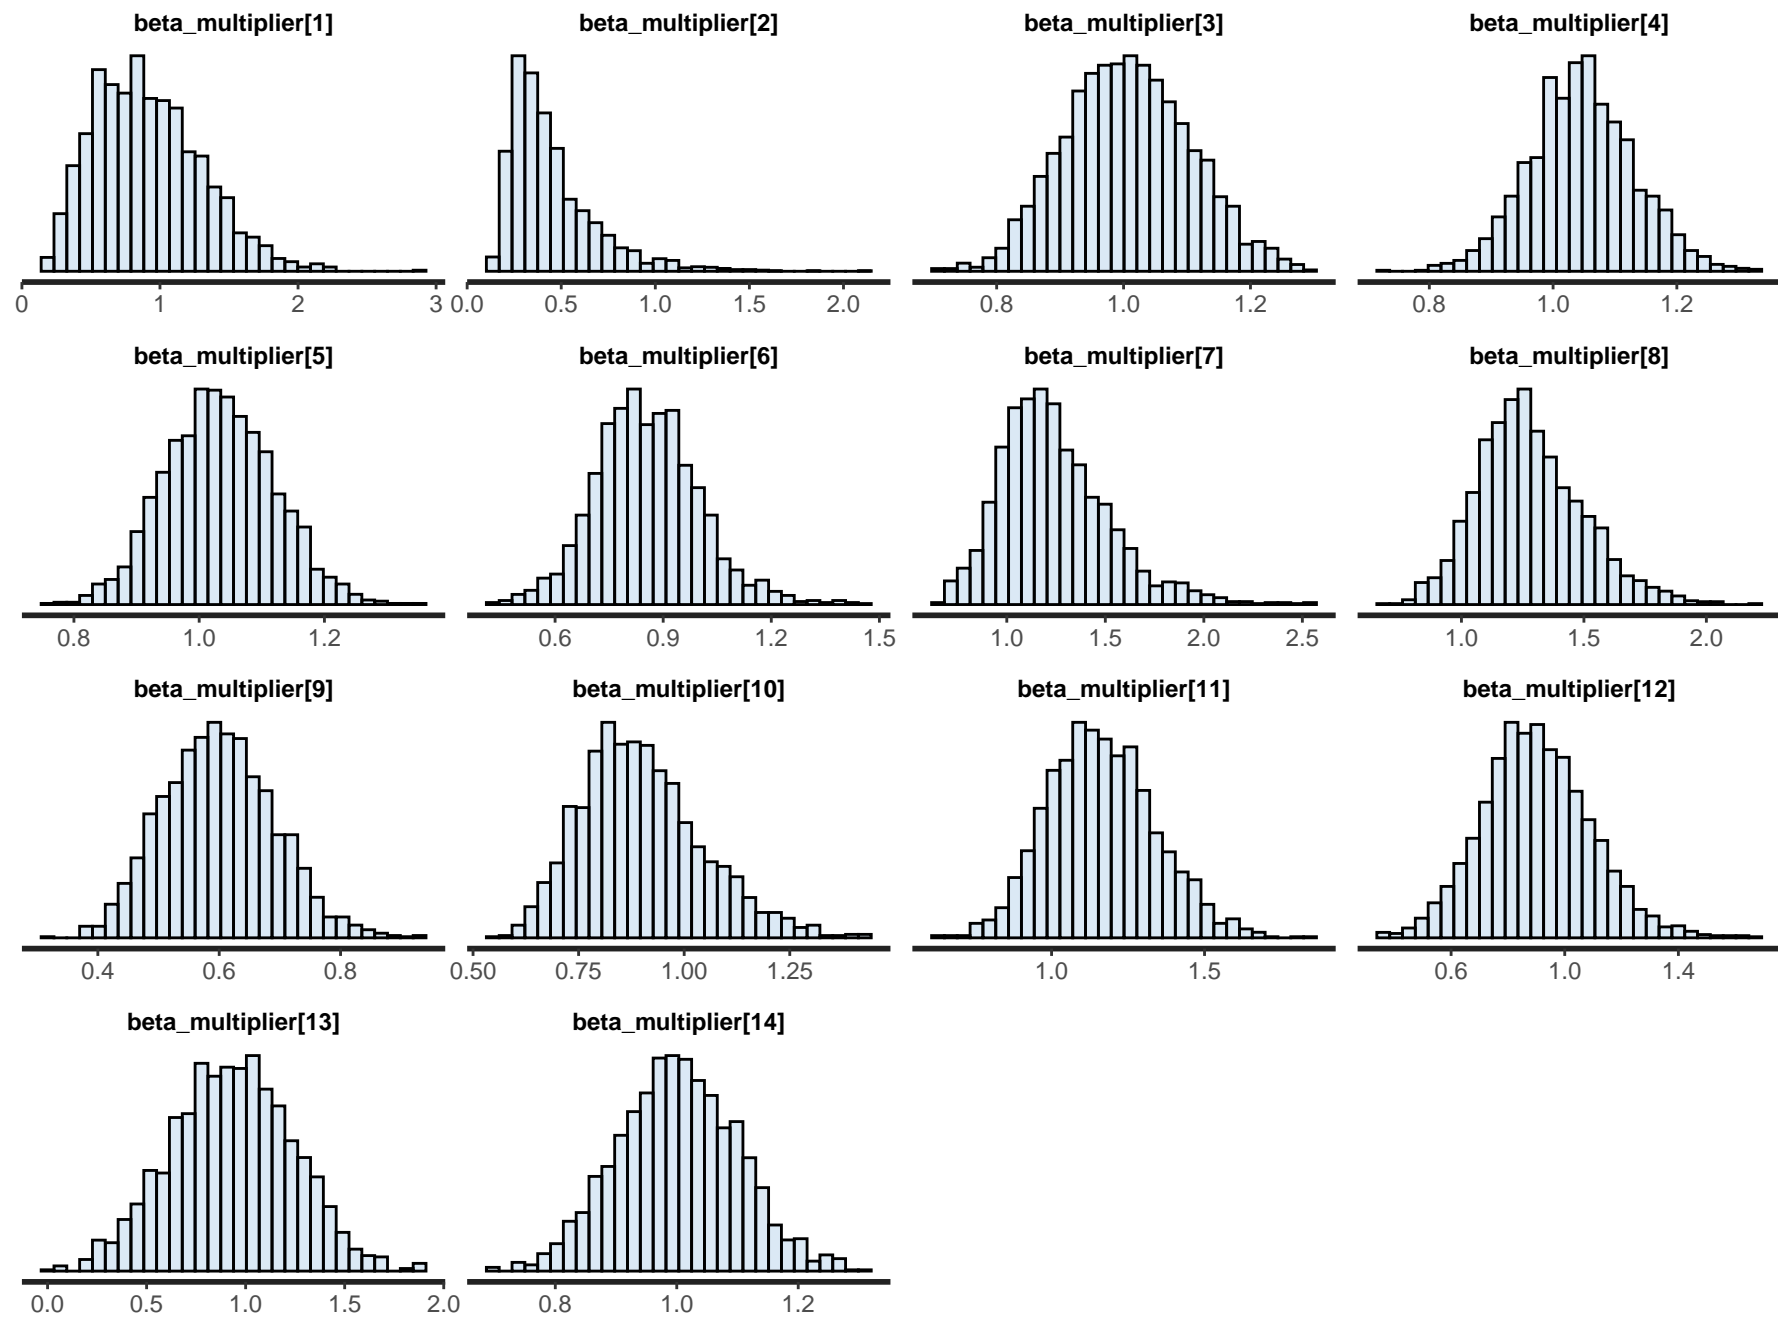 beta_multiplier[1] beta_multiplier[2] beta_multiplier[3] beta_multiplier[4]
0 1 2 3 0.0 0.5 1.0 1.5 2.0 0.8 1.0 1.2 0.8 1.0 1.2
beta_multiplier[5] beta_multiplier[6] beta_multiplier[7] beta_multiplier[8]
0.8 1.0 1.2 0.6 0.9 1.2 1.5 1.0 1.5 2.0 2.5 1.0 1.5 2.0
beta_multiplier[9] beta_multiplier[10] beta_multiplier[11] beta_multiplier[12]
0.4 0.6 0.8 0.50 0.75 1.00 1.25 1.0 1.5 0.6 1.0 1.4
beta_multiplier[13] beta_multiplier[14]
0.0 0.5 1.0 1.5 2.0 0.8 1.0 1.2